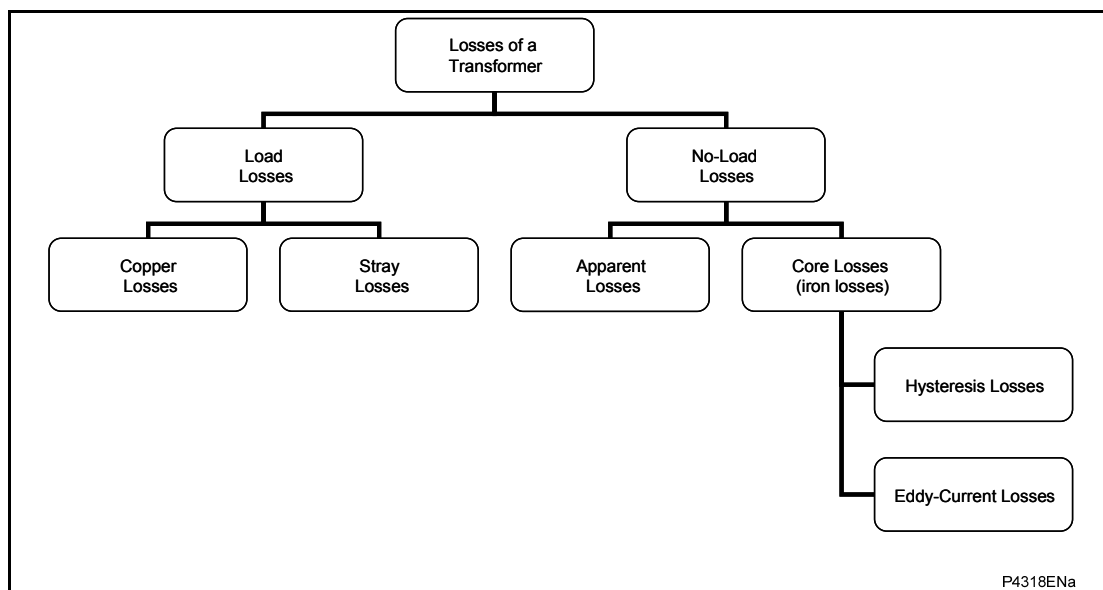 Losses of a
Transformer
Load
Losses
No-Load
Losses
Copper
Losses
Stray
Losses
Apparent
Losses
Core Losses
(iron losses)
Hysteresis Losses
Eddy-Current Losses
P4318ENa